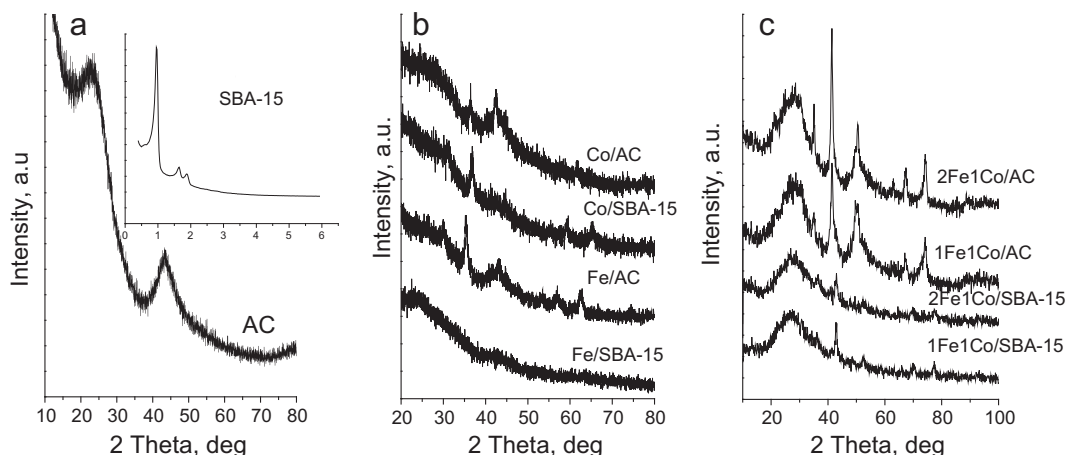 a
SBA-15
0 1 2 3 4 5 6
AC
Intensity, a.u
10 20 30 40 50 60 70 80
2 Theta, deg
b
Co/AC
Co/SBA-15
Fe/AC
Fe/SBA-15
Intensity, a.u.
20 30 40 50 60 70 80
2 Theta, deg
c
2Fe1Co/AC
1Fe1Co/AC
2Fe1Co/SBA-15
1Fe1Co/SBA-15
Intensity, a.u.
20 40 60 80 100
2 Theta, deg